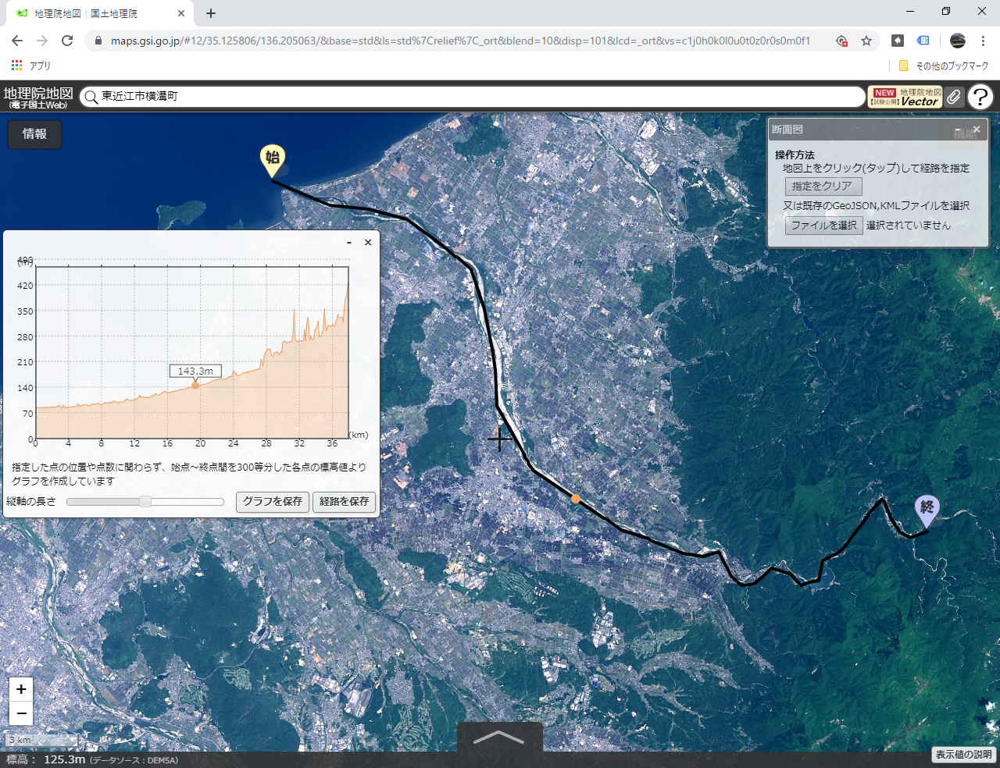 地理院地図｜国土地理院
maps.gsi.go.jp/#12/35.125806/136.205063/&base=std&ls=std%7Crelief%7C_ort&blend=10&disp=101&lcd=_ort&vs=c1j0h0k0l0u0t0z0r0s0m0f1
アプリ
その他のブックマーク
地理院地図
(電子国土Web)
東近江市横溝町
NEW 地理院地図
【試験公開】Vector
?
情報
断面図
機能
操作方法
地図上をクリック(タップ)して経路を指定
指定をクリア
又は既存のGeoJSON,KMLファイルを選択
ファイルを選択 選択されていません
始
490
(m)
420
350
280
210
140
70
0
143.3m
(km)
0 4 8 12 16 20 24 28 32 36
指定した点の位置や点数に関わらず、始点～終点間を300等分した各点の標高値より
グラフを作成しています
縦軸の長さ
グラフを保存 経路を保存
終
+
−
3 km
標高： 125.3m (データソース：DEM5A)
表示値の説明